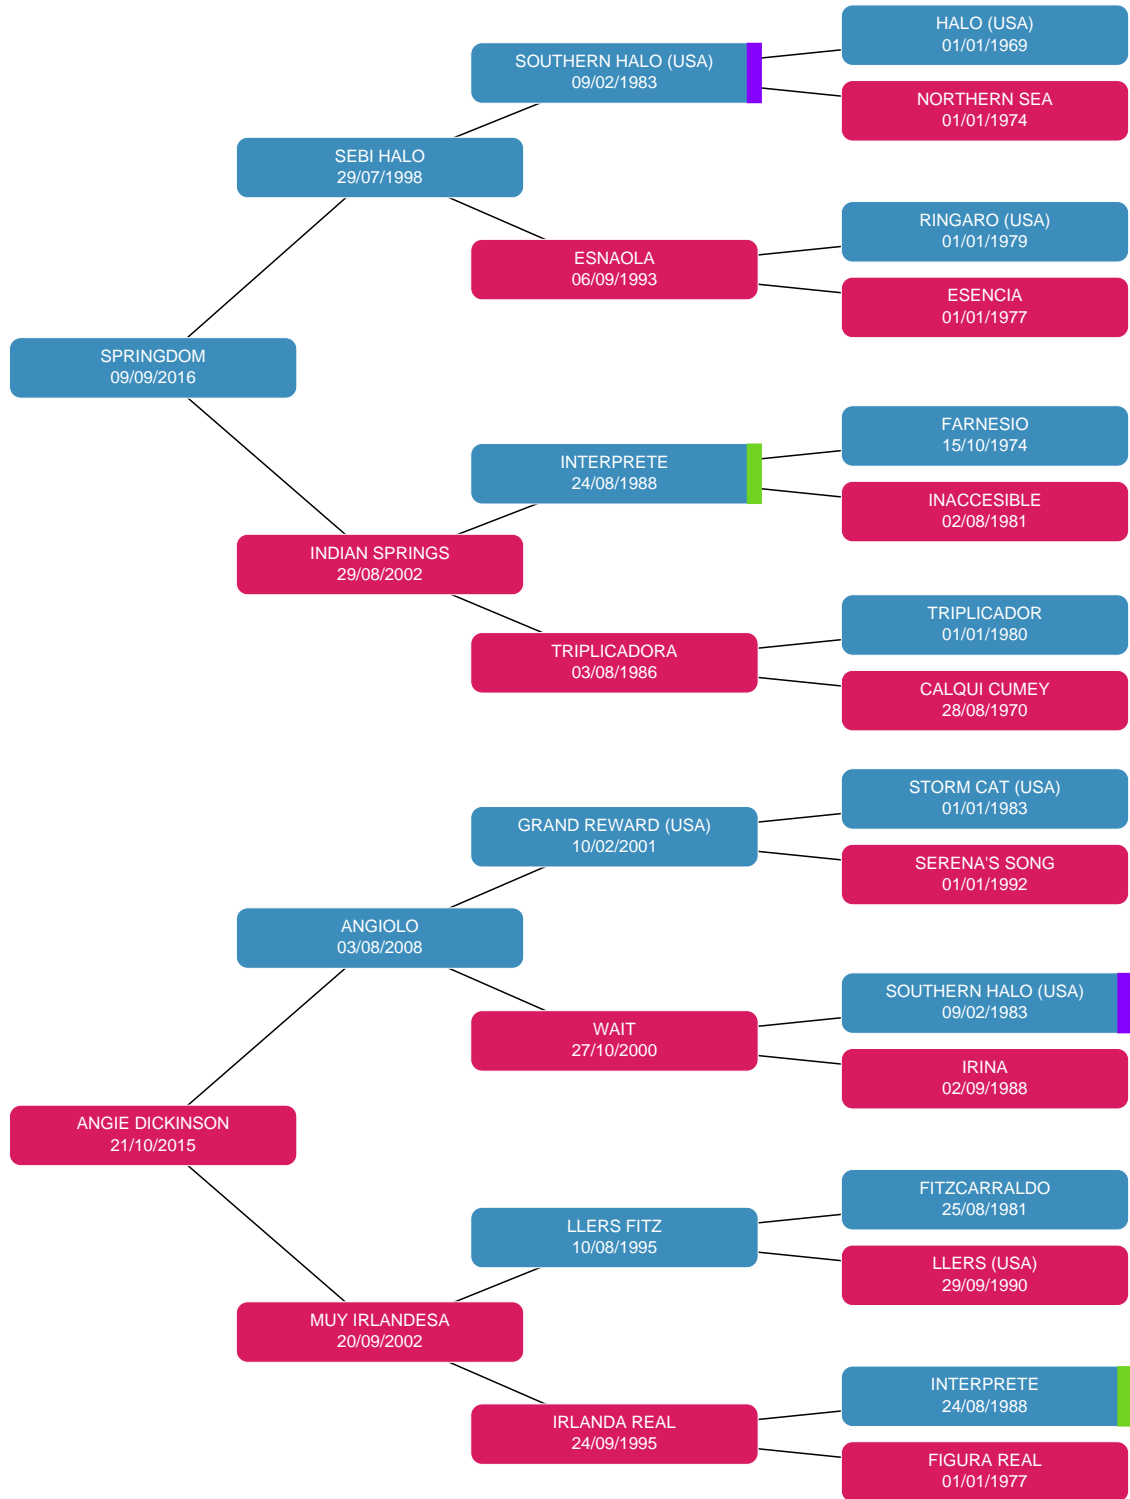 HALO (USA)
01/01/1969
SOUTHERN HALO (USA)
09/02/1983
NORTHERN SEA
01/01/1974
SEBI HALO
29/07/1998
RINGARO (USA)
01/01/1979
ESNAOLA
06/09/1993
ESENCIA
01/01/1977
SPRINGDOM
09/09/2016
FARNESIO
15/10/1974
INTERPRETE
24/08/1988
INACCESIBLE
02/08/1981
INDIAN SPRINGS
29/08/2002
TRIPLICADOR
01/01/1980
TRIPLICADORA
03/08/1986
CALQUI CUMEY
28/08/1970
STORM CAT (USA)
01/01/1983
GRAND REWARD (USA)
10/02/2001
SERENA'S SONG
01/01/1992
ANGIOLO
03/08/2008
SOUTHERN HALO (USA)
09/02/1983
WAIT
27/10/2000
IRINA
02/09/1988
ANGIE DICKINSON
21/10/2015
FITZCARRALDO
25/08/1981
LLERS FITZ
10/08/1995
LLERS (USA)
29/09/1990
MUY IRLANDESA
20/09/2002
INTERPRETE
24/08/1988
IRLANDA REAL
24/09/1995
FIGURA REAL
01/01/1977